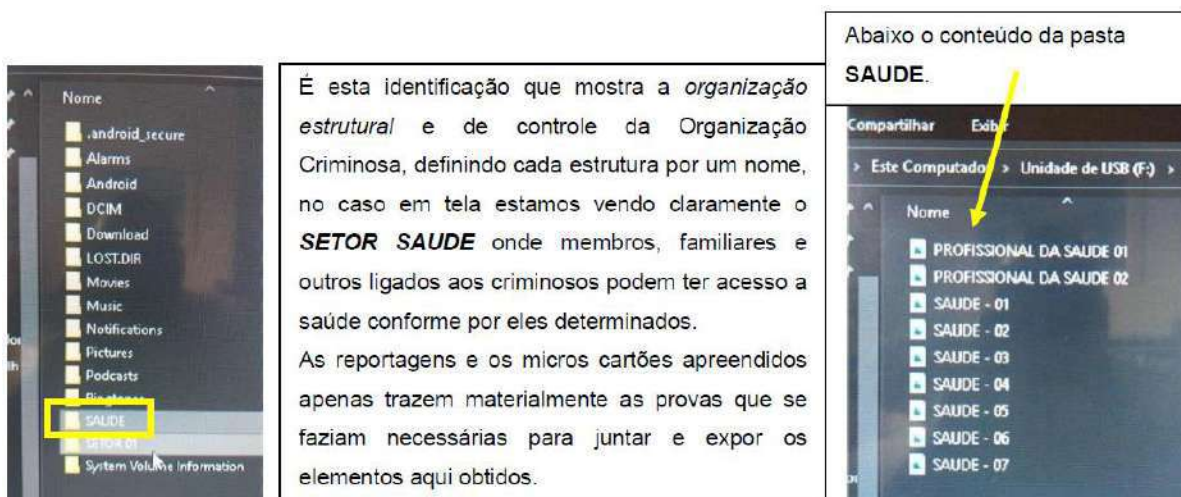 Nome
.android_secure
Alarms
Android
DCIM
Download
LOST.DIR
Movies
Music
Notifications
Pictures
Podcasts
Ringtones
SAUDE
SETOR 01
System Volume Information
É esta identificação que mostra a organização
estrutural e de controle da Organização
Criminosa, definindo cada estrutura por um nome,
no caso em tela estamos vendo claramente o
SETOR SAUDE onde membros, familiares e
outros ligados aos criminosos podem ter acesso a
saúde conforme por eles determinados.
As reportagens e os micros cartões apreendidos
apenas trazem materialmente as provas que se
faziam necessárias para juntar e expor os
elementos aqui obtidos.
Abaixo o conteúdo da pasta
SAUDE.
Compartilhar Exibir
> Este Computador > Unidade de USB (F:) >
Nome
PROFISSIONAL DA SAUDE 01
PROFISSIONAL DA SAUDE 02
SAUDE - 01
SAUDE - 02
SAUDE - 03
SAUDE - 04
SAUDE - 05
SAUDE - 06
SAUDE - 07